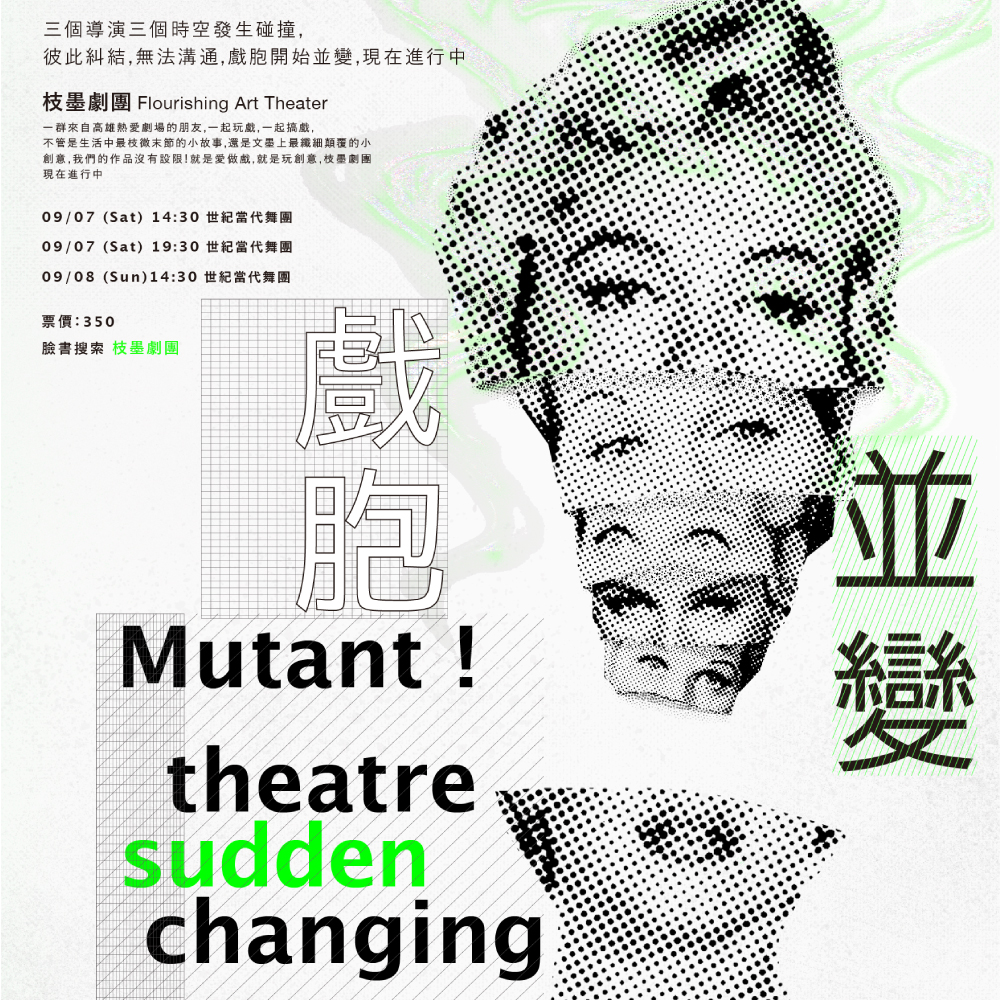 三個導演三個時空發生碰撞,
彼此糾結,無法溝通,戲胞開始並變,現在進行中
枝墨劇團 Flourishing Art Theater
一群來自高雄熱愛劇場的朋友,一起玩戲,一起搞戲,
不管是生活中最枝微末節的小故事,還是文墨上最纖細顛覆的小
創意,我們的作品沒有設限!就是愛做戲,就是玩創意,枝墨劇團
現在進行中
09/07 (Sat) 14:30 世紀當代舞團
09/07 (Sat) 19:30 世紀當代舞團
09/08 (Sun)14:30 世紀當代舞團
票價:350
臉書搜索 枝墨劇團
戲胞
並變
Mutant !
theatre
sudden
changing